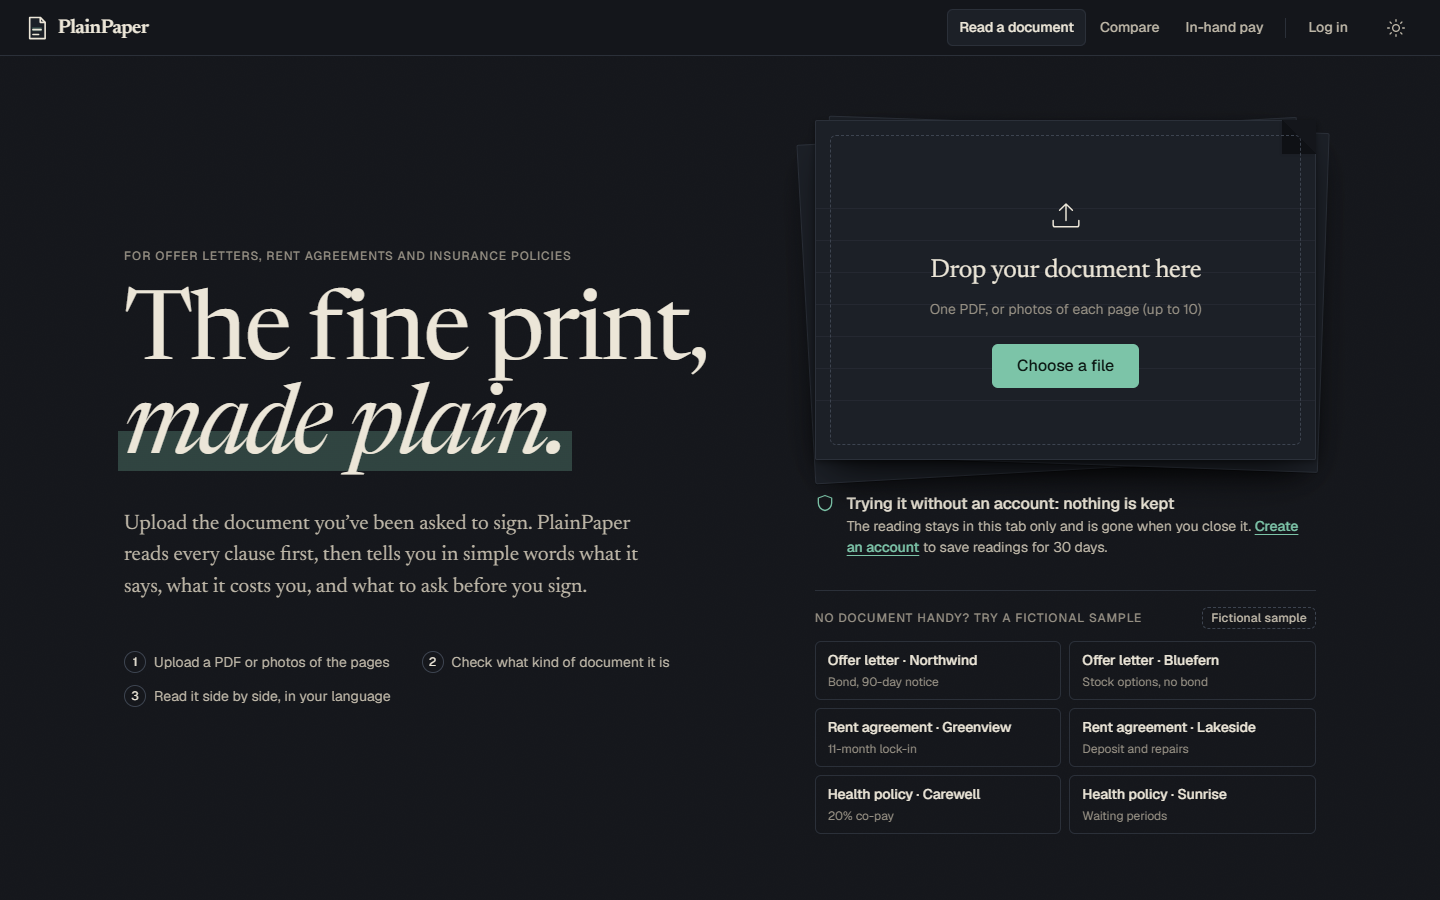 PlainPaper
Read a document
Compare
In-hand pay
Log in
FOR OFFER LETTERS, RENT AGREEMENTS AND INSURANCE POLICIES
The fine print,
made plain.
Upload the document you’ve been asked to sign. PlainPaper
reads every clause first, then tells you in simple words what it
says, what it costs you, and what to ask before you sign.
1 Upload a PDF or photos of the pages
2 Check what kind of document it is
3 Read it side by side, in your language
Drop your document here
One PDF, or photos of each page (up to 10)
Choose a file
Trying it without an account: nothing is kept
The reading stays in this tab only and is gone when you close it. Create
an account to save readings for 30 days.
NO DOCUMENT HANDY? TRY A FICTIONAL SAMPLE
Fictional sample
Offer letter · Northwind
Bond, 90-day notice
Offer letter · Bluefern
Stock options, no bond
Rent agreement · Greenview
11-month lock-in
Rent agreement · Lakeside
Deposit and repairs
Health policy · Carewell
20% co-pay
Health policy · Sunrise
Waiting periods